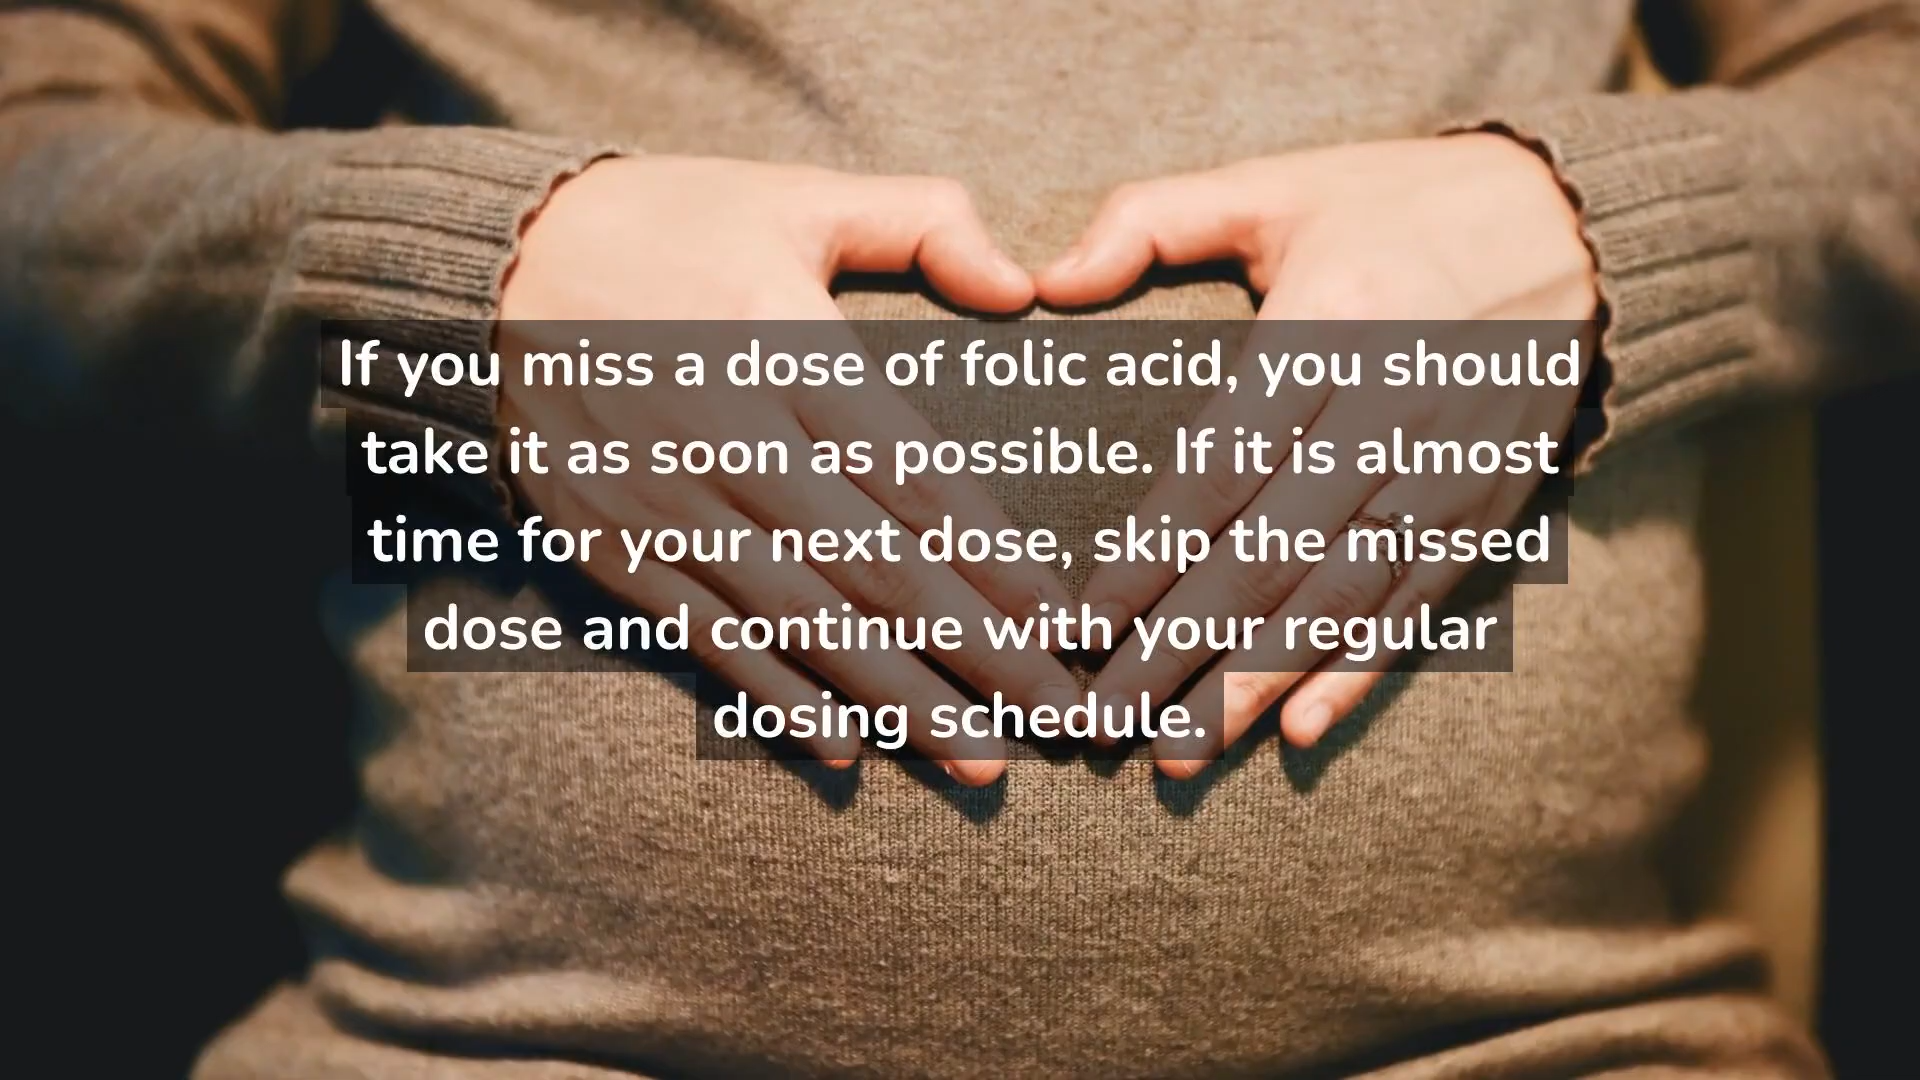 If you miss a dose of folic acid, you should
take it as soon as possible. If it is almost
time for your next dose, skip the missed
dose and continue with your regular
dosing schedule.